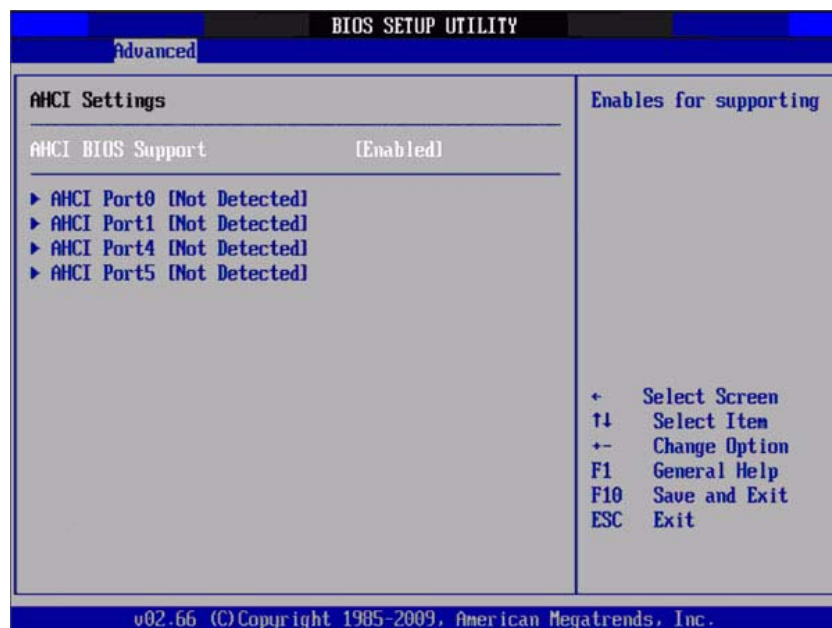 BIOS SETUP UTILITY
Advanced
AHCI Settings
AHCI BIOS Support [Enabled]
AHCI Port0 [Not Detected]
AHCI Port1 [Not Detected]
AHCI Port4 [Not Detected]
AHCI Port5 [Not Detected]
Enables for supporting
← Select Screen
↑↓ Select Item
+- Change Option
F1 General Help
F10 Save and Exit
ESC Exit
v02.66 (C)Copyright 1985-2009, American Megatrends, Inc.